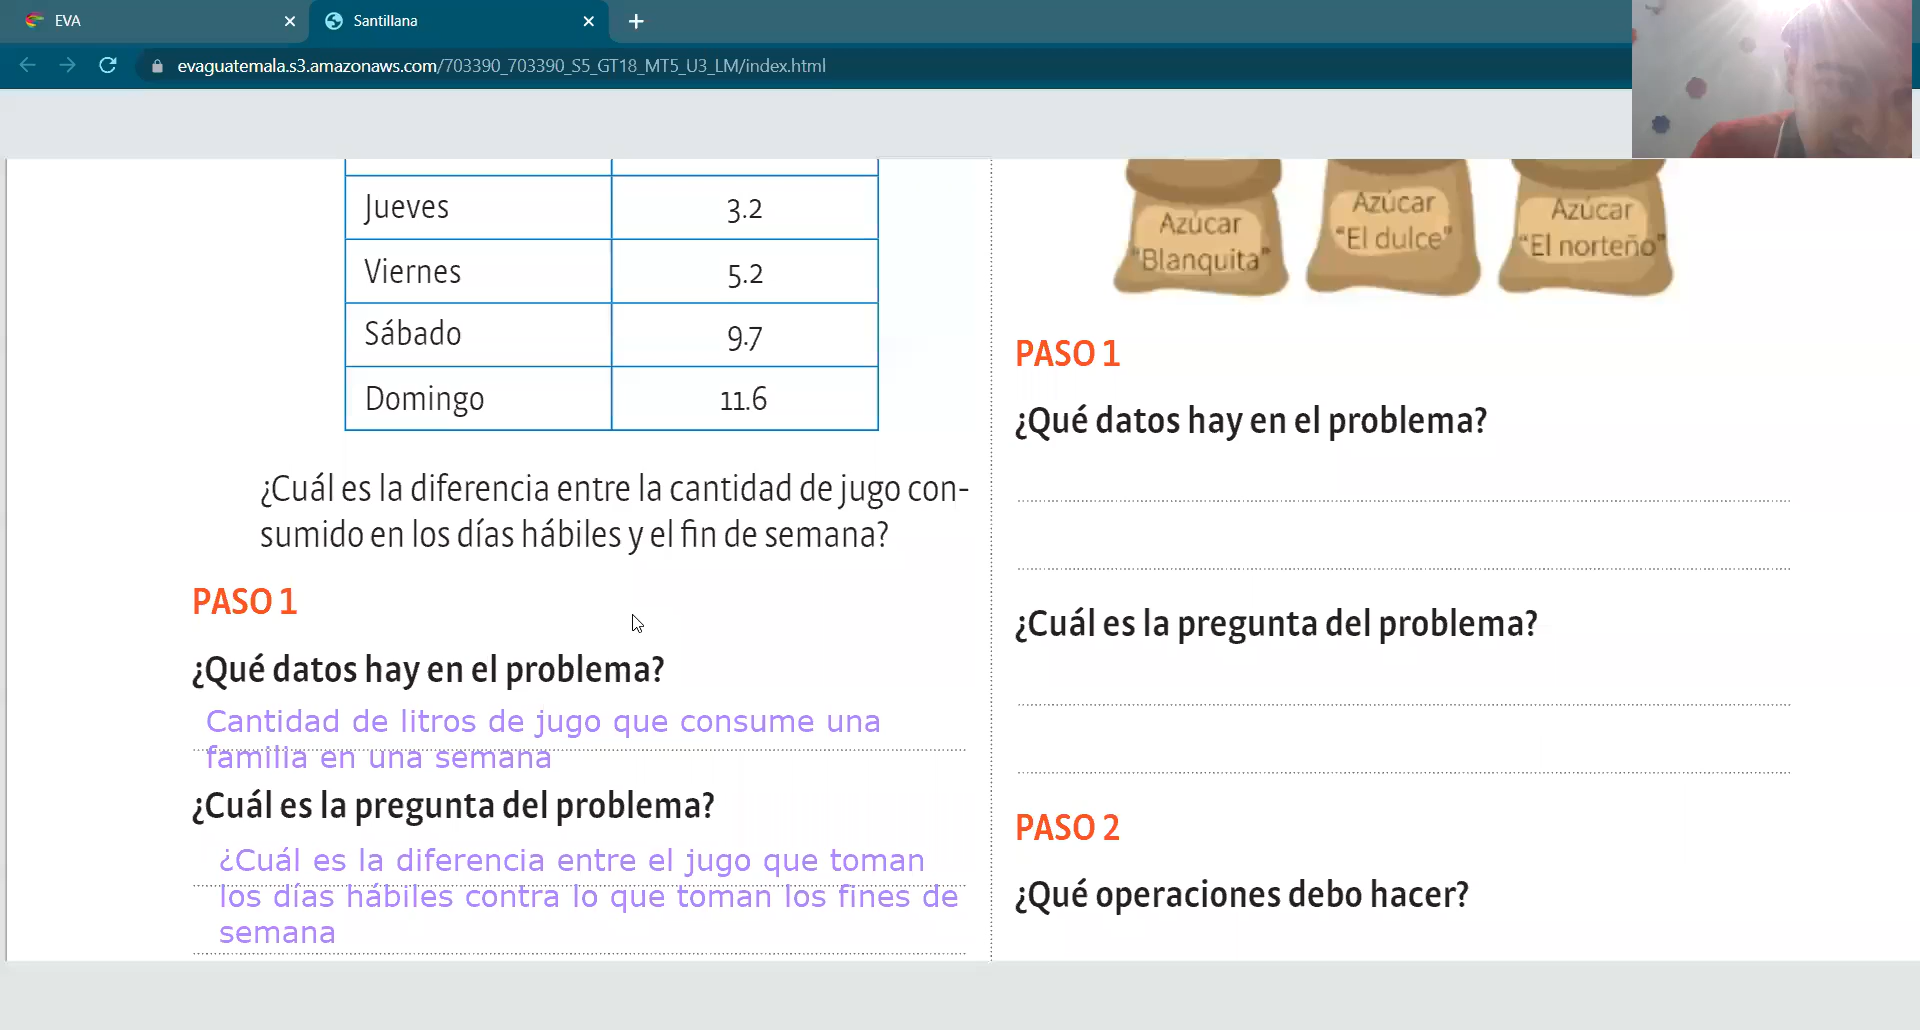 EVA
Santillana
evaguatemala.s3.amazonaws.com/703390_703390_S5_GT18_MT5_U3_LM/index.html
Jueves 3.2
Viernes 5.2
Sábado 9.7
Domingo 11.6
¿Cuál es la diferencia entre la cantidad de jugo con-
sumido en los días hábiles y el fin de semana?
PASO 1
¿Qué datos hay en el problema?
Cantidad de litros de jugo que consume una
familia en una semana
¿Cuál es la pregunta del problema?
¿Cuál es la diferencia entre el jugo que toman
los días hábiles contra lo que toman los fines de
semana
Azúcar
"Blanquita"
Azúcar
"El dulce"
Azúcar
"El norteño"
PASO 1
¿Qué datos hay en el problema?
¿Cuál es la pregunta del problema?
PASO 2
¿Qué operaciones debo hacer?